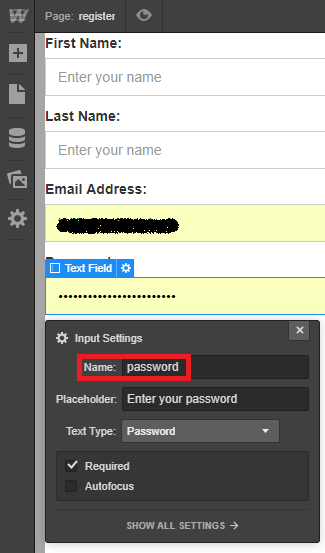 Page: register
First Name:
Enter your name
Last Name:
Enter your name
Email Address:
Text Field
Input Settings
Name: password
Placeholder: Enter your password
Text Type: Password
Required
Autofocus
SHOW ALL SETTINGS